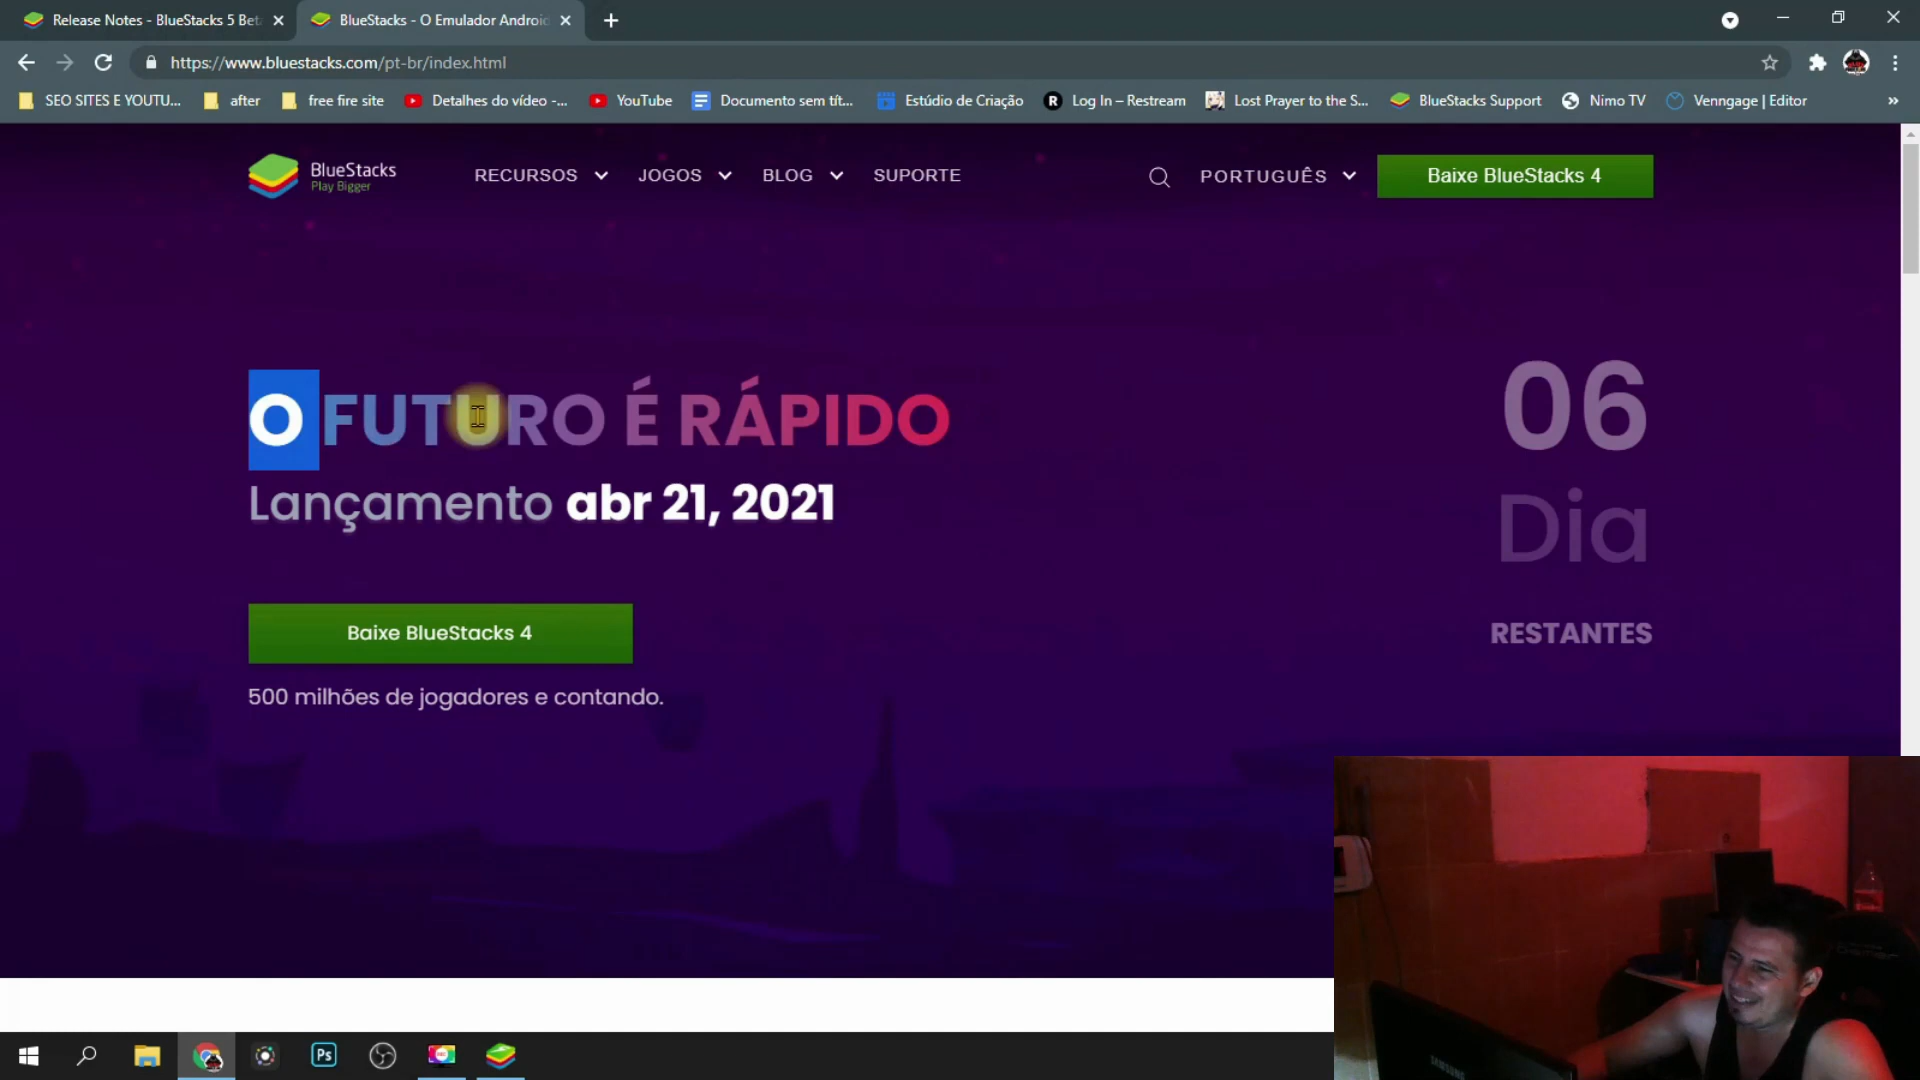 Release Notes - BlueStacks 5 Bet
BlueStacks - O Emulador Android
https://www.bluestacks.com/pt-br/index.html
SEO SITES E YOUTU...
after
free fire site
Detalhes do vídeo -...
YouTube
Documento sem tít...
Estúdio de Criação
Log In – Restream
Lost Prayer to the S...
BlueStacks Support
Nimo TV
Venngage | Editor
BlueStacks
Play Bigger
RECURSOS
JOGOS
BLOG
SUPORTE
PORTUGUÊS
Baixe BlueStacks 4
O FUTURO É RÁPIDO
Lançamento abr 21, 2021
06
Dia
RESTANTES
Baixe BlueStacks 4
500 milhões de jogadores e contando.
Ps
SAMSUNG